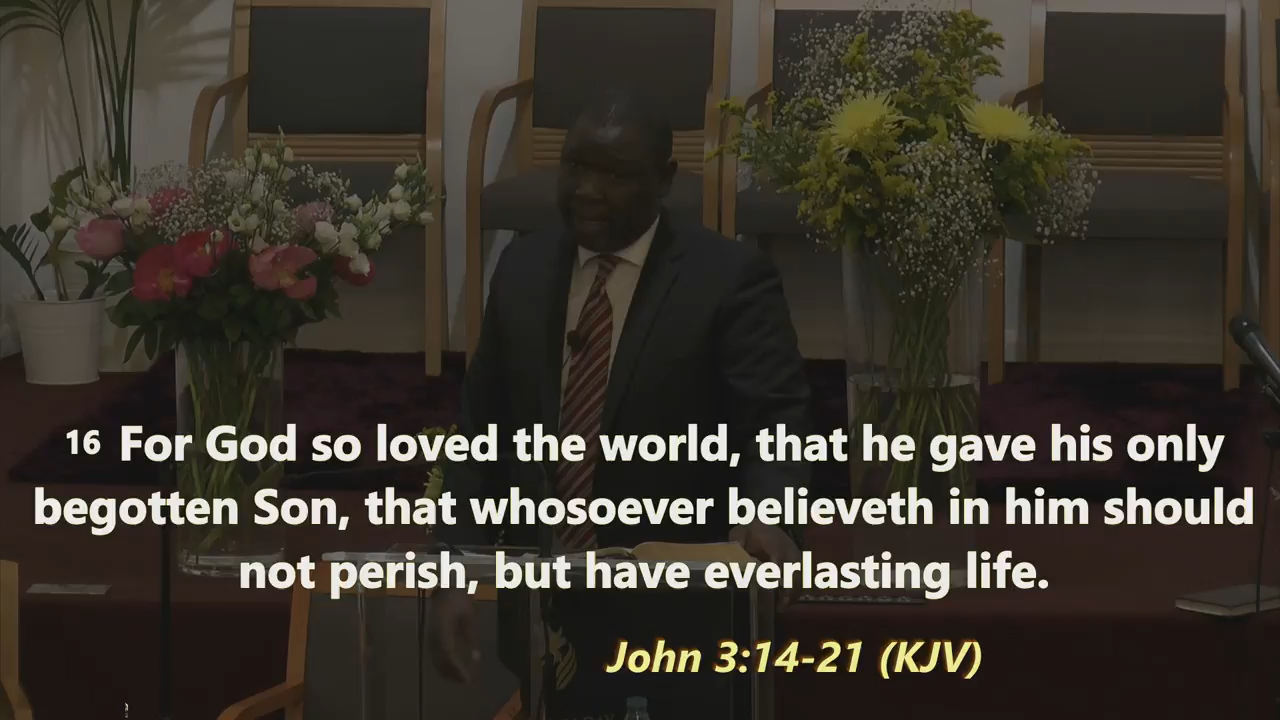 16 For God so loved the world, that he gave his only
begotten Son, that whosoever believeth in him should
not perish, but have everlasting life.
John 3:14-21 (KJV)